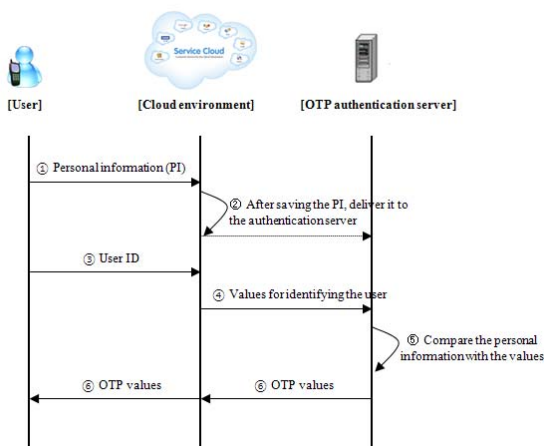 Service Cloud
[User]
[Cloud environment]
[OTP authentication server]
① Personal information (PI)
② After saving the PI, deliver it to
the authentication server
③ User ID
④ Values for identifying the user
⑤ Compare the personal
information with the values
⑥ OTP values
⑥ OTP values